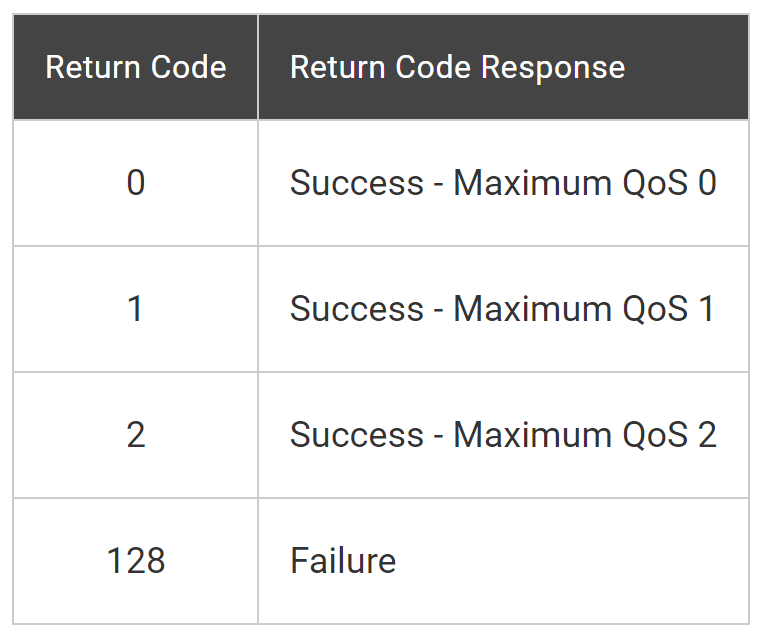 Return Code Return Code Response
0 Success - Maximum QoS 0
1 Success - Maximum QoS 1
2 Success - Maximum QoS 2
128 Failure